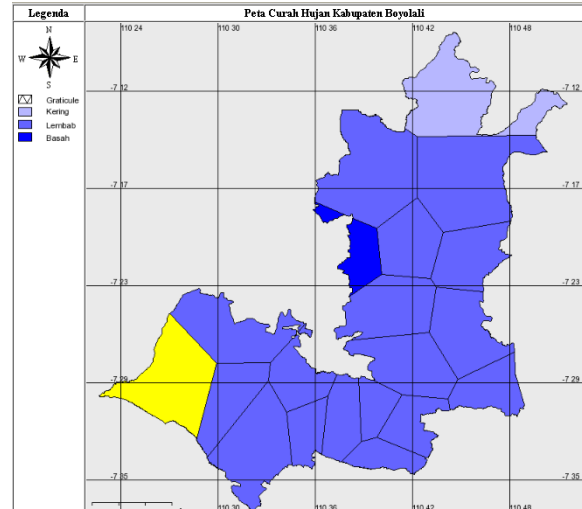 Legenda
Peta Curah Hujan Kabupaten Boyolali
N
W E
S
Graticule
Kering
Lembab
Basah
110.24 110.30 110.36 110.42 110.48
-7.12 -7.12
-7.17 -7.17
-7.23 -7.23
-7.29 -7.29
-7.35 -7.35
110.30 110.36 110.42 110.48